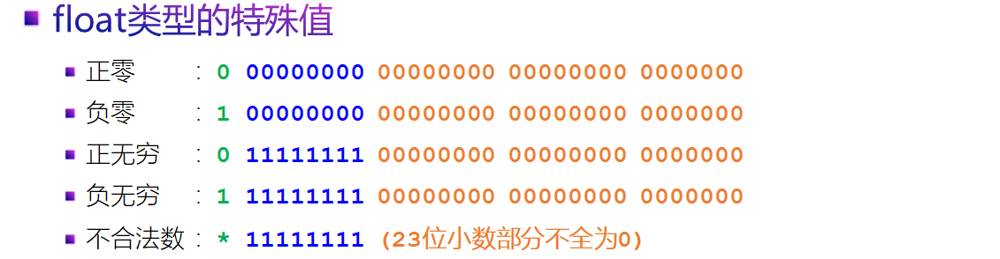 float类型的特殊值
正零 : 0 00000000 00000000 00000000 0000000
负零 : 1 00000000 00000000 00000000 0000000
正无穷 : 0 11111111 00000000 00000000 0000000
负无穷 : 1 11111111 00000000 00000000 0000000
不合法数 : * 11111111 (23位小数部分不全为0)